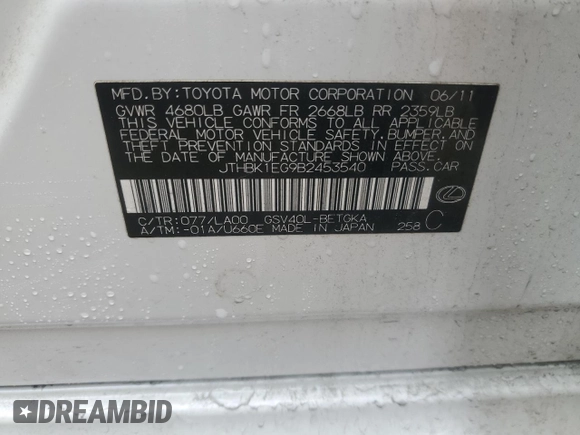 MFD.BY:TOYOTA MOTOR CORPORATION 06/11
GVWR 4680LB GAWR FR 2668LB RR 2359LB
THIS VEHICLE CONFORMS TO ALL APPLICABLE
FEDERAL MOTOR VEHICLE SAFETY,BUMPER,AND
THEFT PREVENTION STANDARDS IN EFFECT ON
THE DATE OF MANUFACTURE SHOWN ABOVE.
JTHBK1EG9B2453540 PASS.CAR
C/TR:077/LA00 GSV40L-BETGKA
A/TM:-01A/U660E MADE IN JAPAN 258 C
DREAMBID